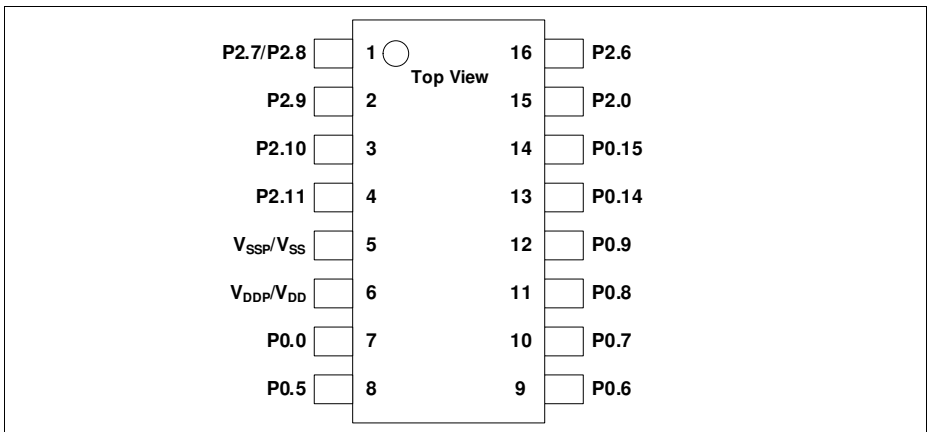 P2.7/P2.8 1 16 P2.6
Top View
P2.9 2 15 P2.0
P2.10 3 14 P0.15
P2.11 4 13 P0.14
VSSP/VSS 5 12 P0.9
VDDP/VDD 6 11 P0.8
P0.0 7 10 P0.7
P0.5 8 9 P0.6